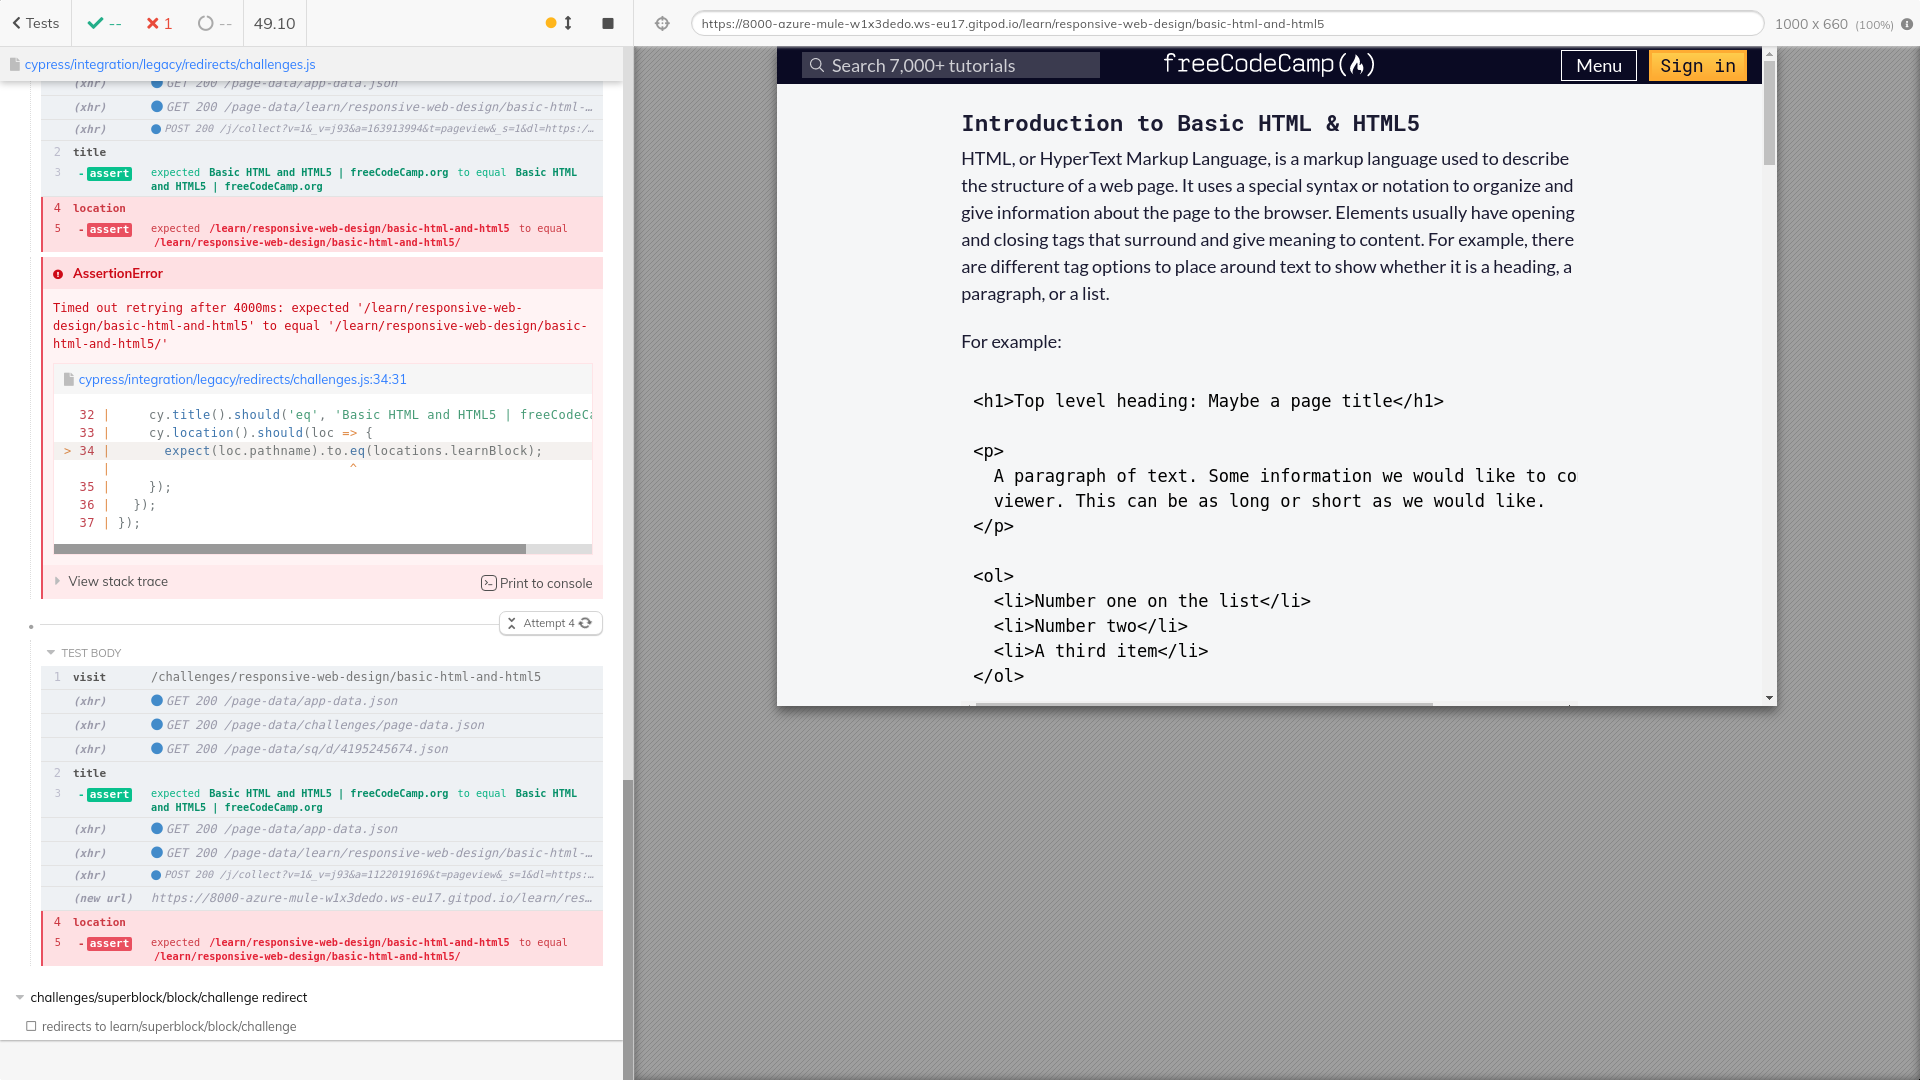 Tests
--
1
--
49.10
https://8000-azure-mule-w1x3dedo.ws-eu17.gitpod.io/learn/responsive-web-design/basic-html-and-html5
1000 x 660 (100%)
cypress/integration/legacy/redirects/challenges.js
(xhr) GET 200 /page-data/app-data.json
(xhr) GET 200 /page-data/learn/responsive-web-design/basic-html-…
(xhr) POST 200 /j/collect?v=1&_v=j93&a=163913994&t=pageview&_s=1&dl=https:/…
2 title
3 -assert expected Basic HTML and HTML5 | freeCodeCamp.org to equal Basic HTML
and HTML5 | freeCodeCamp.org
4 location
5 -assert expected /learn/responsive-web-design/basic-html-and-html5 to equal
/learn/responsive-web-design/basic-html-and-html5/
AssertionError
Timed out retrying after 4000ms: expected '/learn/responsive-web-
design/basic-html-and-html5' to equal '/learn/responsive-web-design/basic-
html-and-html5/'
cypress/integration/legacy/redirects/challenges.js:34:31
32 | cy.title().should('eq', 'Basic HTML and HTML5 | freeCodeCa
33 | cy.location().should(loc => {
> 34 | expect(loc.pathname).to.eq(locations.learnBlock);
| ^
35 | });
36 | });
37 | });
View stack trace
Print to console
Attempt 4
TEST BODY
1 visit /challenges/responsive-web-design/basic-html-and-html5
(xhr) GET 200 /page-data/app-data.json
(xhr) GET 200 /page-data/challenges/page-data.json
(xhr) GET 200 /page-data/sq/d/4195245674.json
2 title
3 -assert expected Basic HTML and HTML5 | freeCodeCamp.org to equal Basic HTML
and HTML5 | freeCodeCamp.org
(xhr) GET 200 /page-data/app-data.json
(xhr) GET 200 /page-data/learn/responsive-web-design/basic-html-…
(xhr) POST 200 /j/collect?v=1&_v=j93&a=1122019169&t=pageview&_s=1&dl=https:…
(new url) https://8000-azure-mule-w1x3dedo.ws-eu17.gitpod.io/learn/res…
4 location
5 -assert expected /learn/responsive-web-design/basic-html-and-html5 to equal
/learn/responsive-web-design/basic-html-and-html5/
challenges/superblock/block/challenge redirect
redirects to learn/superblock/block/challenge
Search 7,000+ tutorials
freeCodeCamp
Menu
Sign in
Introduction to Basic HTML & HTML5
HTML, or HyperText Markup Language, is a markup language used to describe
the structure of a web page. It uses a special syntax or notation to organize and
give information about the page to the browser. Elements usually have opening
and closing tags that surround and give meaning to content. For example, there
are different tag options to place around text to show whether it is a heading, a
paragraph, or a list.
For example:
<h1>Top level heading: Maybe a page title</h1>
<p>
A paragraph of text. Some information we would like to co
viewer. This can be as long or short as we would like.
</p>
<ol>
<li>Number one on the list</li>
<li>Number two</li>
<li>A third item</li>
</ol>